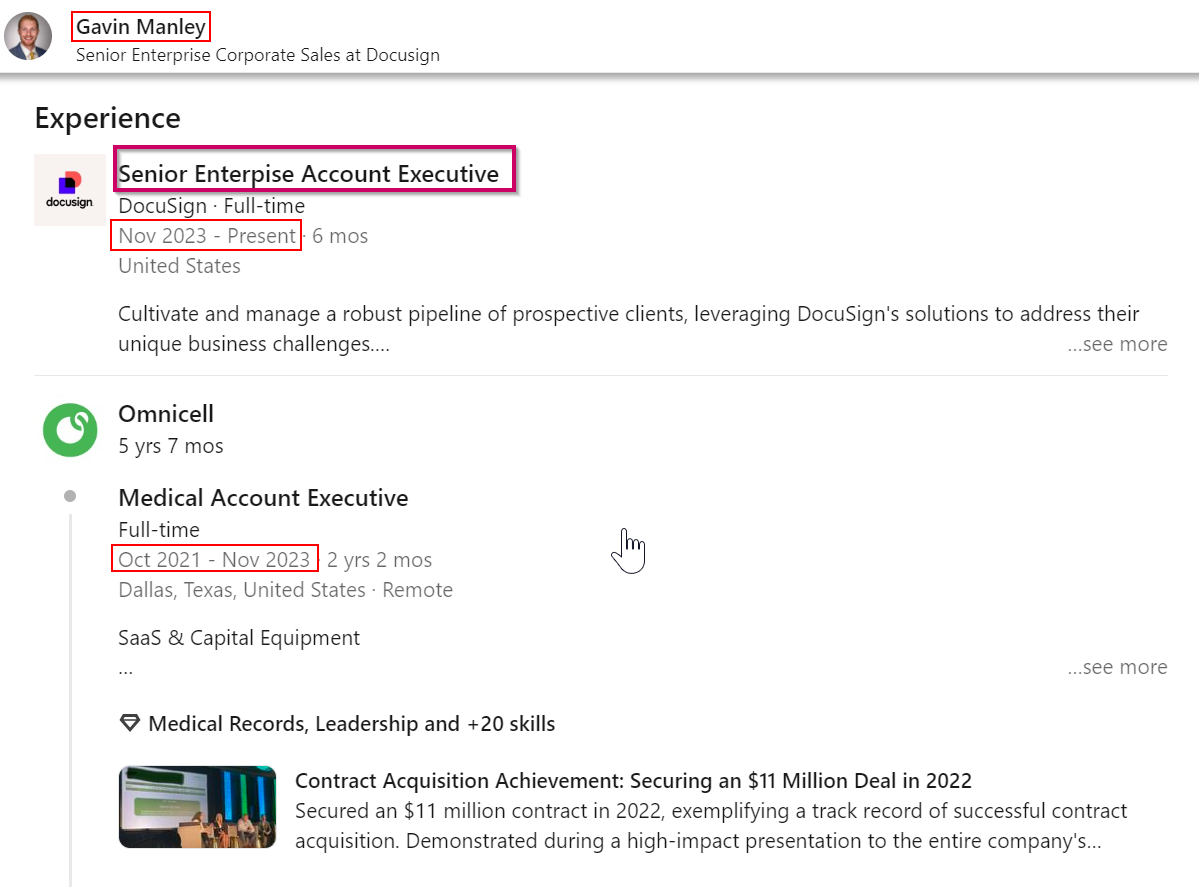 Gavin Manley
Senior Enterprise Corporate Sales at Docusign
Experience
docusign
Senior Enterpise Account Executive
DocuSign · Full-time
Nov 2023 - Present · 6 mos
United States
Cultivate and manage a robust pipeline of prospective clients, leveraging DocuSign's solutions to address their
unique business challenges....
...see more
Omnicell
5 yrs 7 mos
Medical Account Executive
Full-time
Oct 2021 - Nov 2023 · 2 yrs 2 mos
Dallas, Texas, United States · Remote
SaaS & Capital Equipment
...
...see more
Medical Records, Leadership and +20 skills
Contract Acquisition Achievement: Securing an $11 Million Deal in 2022
Secured an $11 million contract in 2022, exemplifying a track record of successful contract
acquisition. Demonstrated during a high-impact presentation to the entire company's...